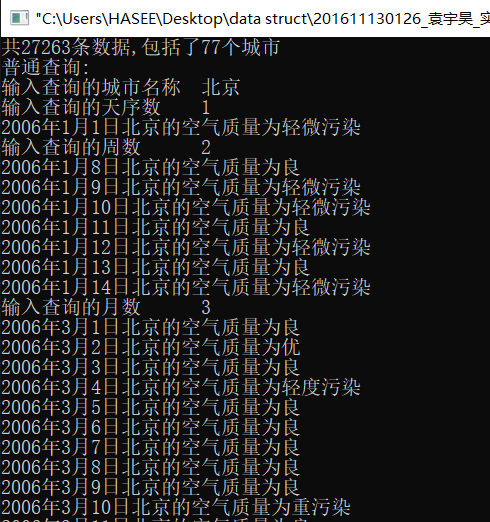 "C:\Users\HASEE\Desktop\data struct\201611130126_袁宇昊_实
共27263条数据,包括了77个城市
普通查询:
输入查询的城市名称 北京
输入查询的天序数 1
2006年1月1日北京的空气质量为轻微污染
输入查询的周数 2
2006年1月8日北京的空气质量为良
2006年1月9日北京的空气质量为轻微污染
2006年1月10日北京的空气质量为轻微污染
2006年1月11日北京的空气质量为良
2006年1月12日北京的空气质量为轻微污染
2006年1月13日北京的空气质量为良
2006年1月14日北京的空气质量为轻微污染
输入查询的月数 3
2006年3月1日北京的空气质量为良
2006年3月2日北京的空气质量为优
2006年3月3日北京的空气质量为良
2006年3月4日北京的空气质量为轻度污染
2006年3月5日北京的空气质量为良
2006年3月6日北京的空气质量为良
2006年3月7日北京的空气质量为良
2006年3月8日北京的空气质量为良
2006年3月9日北京的空气质量为良
2006年3月10日北京的空气质量为重污染